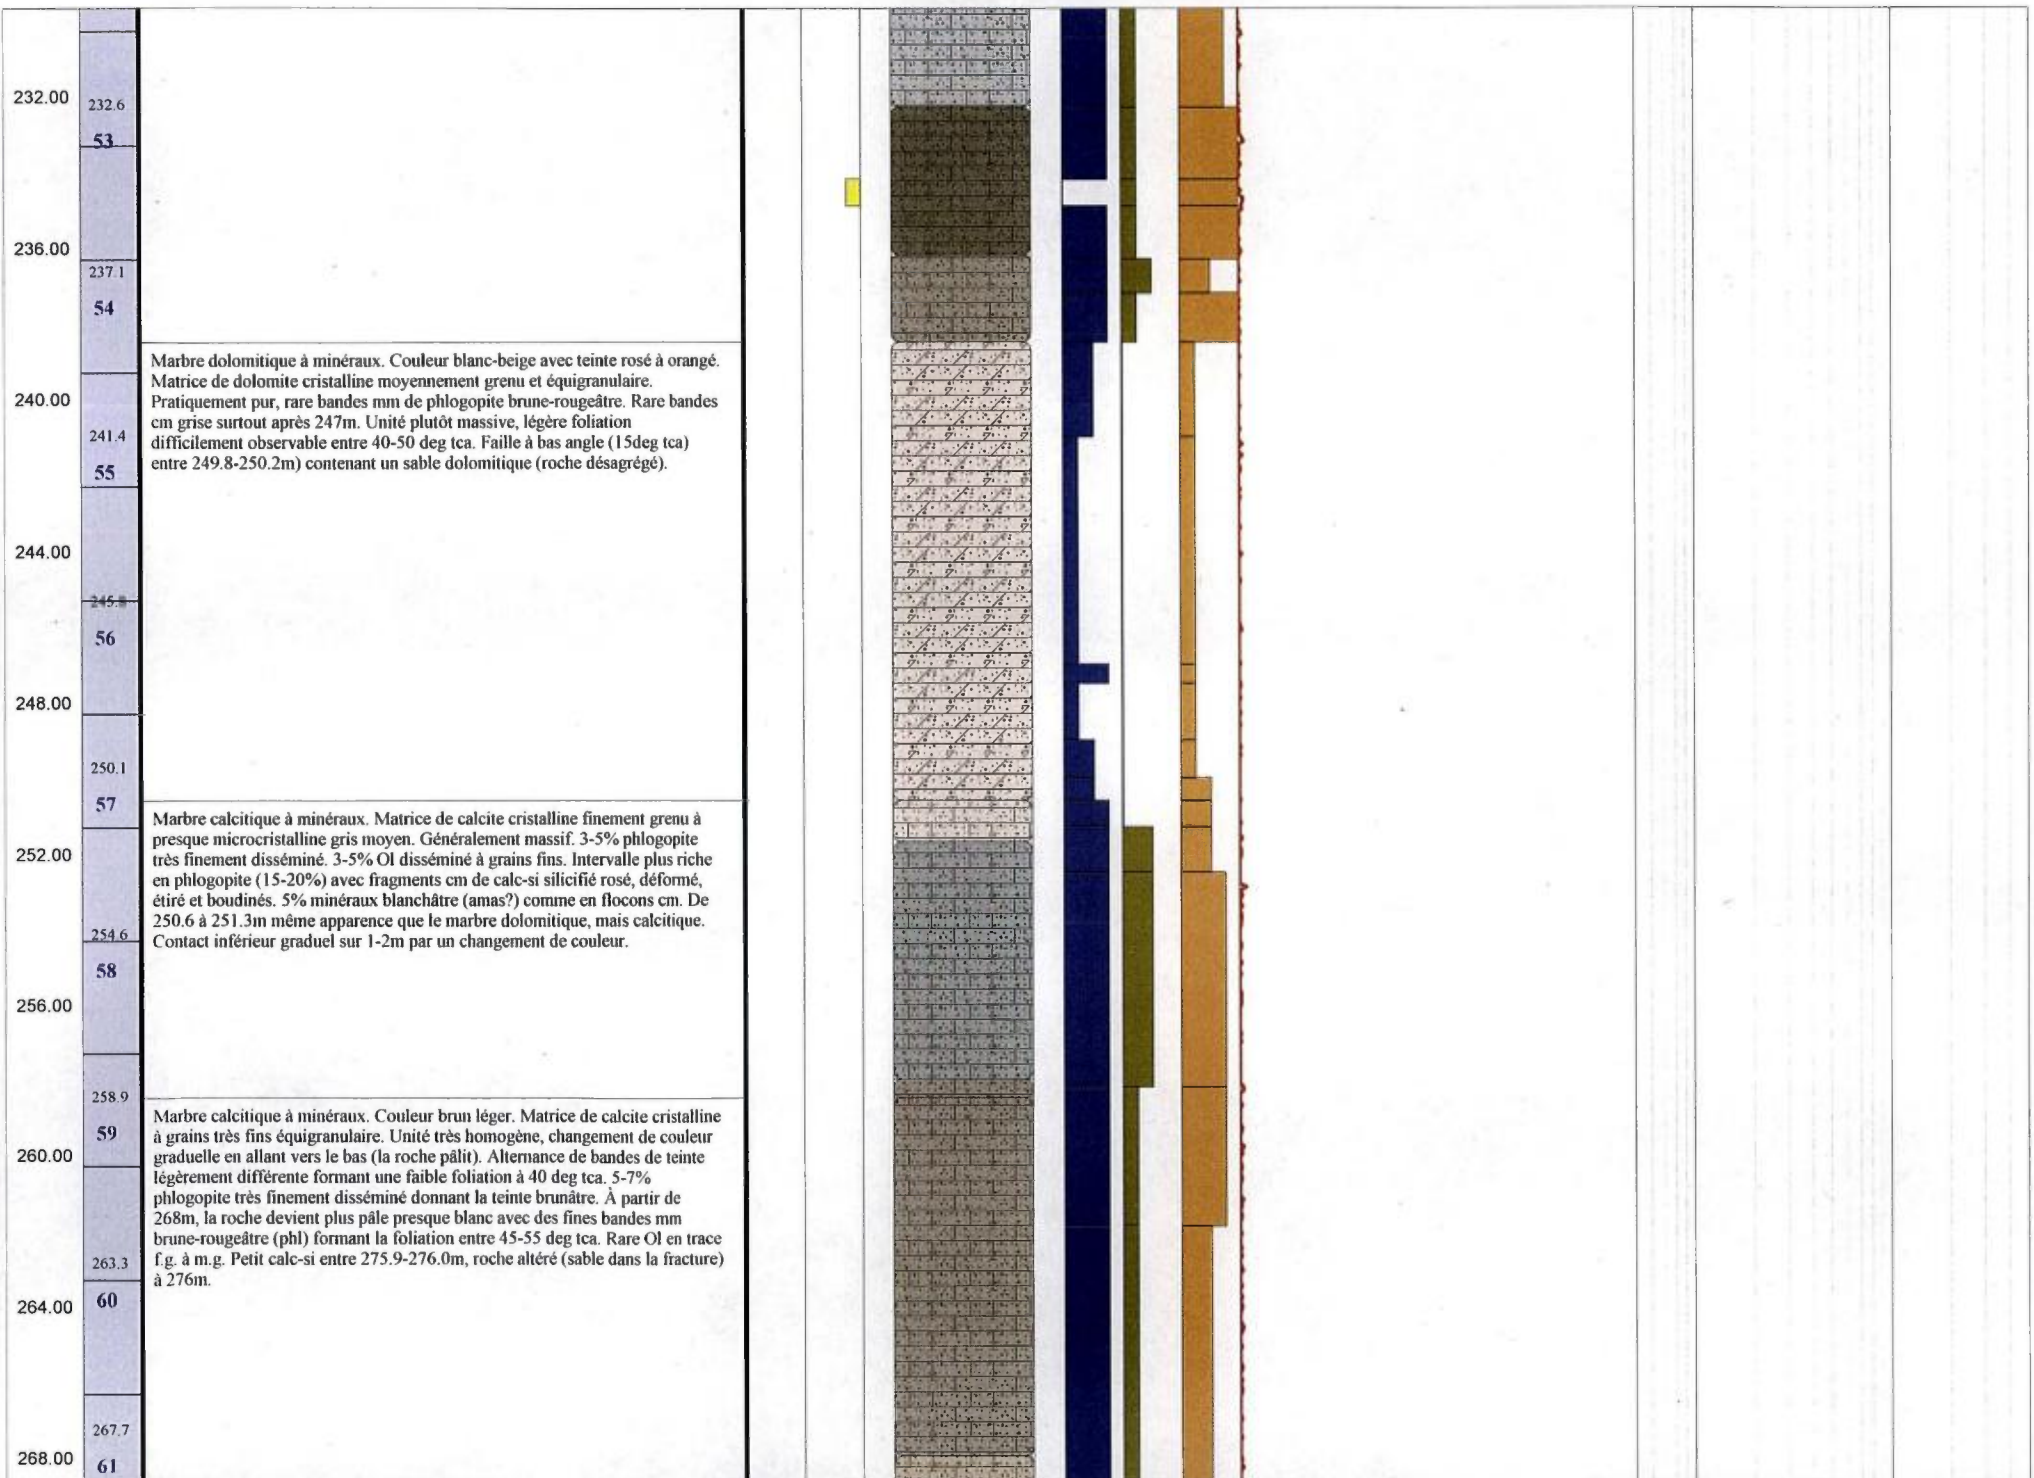 232.00
232.6
53
236.00
237.1
54
Marbre dolomitique à minéraux. Couleur blanc-beige avec teinte rosé à orangé.
Matrice de dolomite cristalline moyennement grenu et équigranulaire.
Pratiquement pur, rare bandes mm de phlogopite brune-rougeâtre. Rare bandes
cm grise surtout après 247m. Unité plutôt massive, légère foliation
difficilement observable entre 40-50 deg tca. Faille à bas angle (15deg tca)
entre 249.8-250.2m) contenant un sable dolomitique (roche désagrégé).
240.00
241.4
55
244.00
245.8
56
248.00
250.1
57
Marbre calcitique à minéraux. Matrice de calcite cristalline finement grenu à
presque microcristalline gris moyen. Généralement massif. 3-5% phlogopite
très finement disséminé. 3-5% Ol disséminé à grains fins. Intervalle plus riche
en phlogopite (15-20%) avec fragments cm de calc-si silicifié rosé, déformé,
étiré et boudinés. 5% minéraux blanchâtre (amas?) comme en flocons cm. De
250.6 à 251.3m même apparence que le marbre dolomitique, mais calcitique.
Contact inférieur graduel sur 1-2m par un changement de couleur.
252.00
254.6
58
256.00
258.9
59
Marbre calcitique à minéraux. Couleur brun léger. Matrice de calcite cristalline
à grains très fins équigranulaire. Unité très homogène, changement de couleur
graduelle en allant vers le bas (la roche pâlit). Alternance de bandes de teinte
légèrement différente formant une faible foliation à 40 deg tca. 5-7%
phlogopite très finement disséminé donnant la teinte brunâtre. À partir de
268m, la roche devient plus pâle presque blanc avec des fines bandes mm
brune-rougeâtre (phl) formant la foliation entre 45-55 deg tca. Rare Ol en trace
f.g. à m.g. Petit calc-si entre 275.9-276.0m, roche altéré (sable dans la fracture)
à 276m.
260.00
263.3
60
264.00
267.7
268.00
61